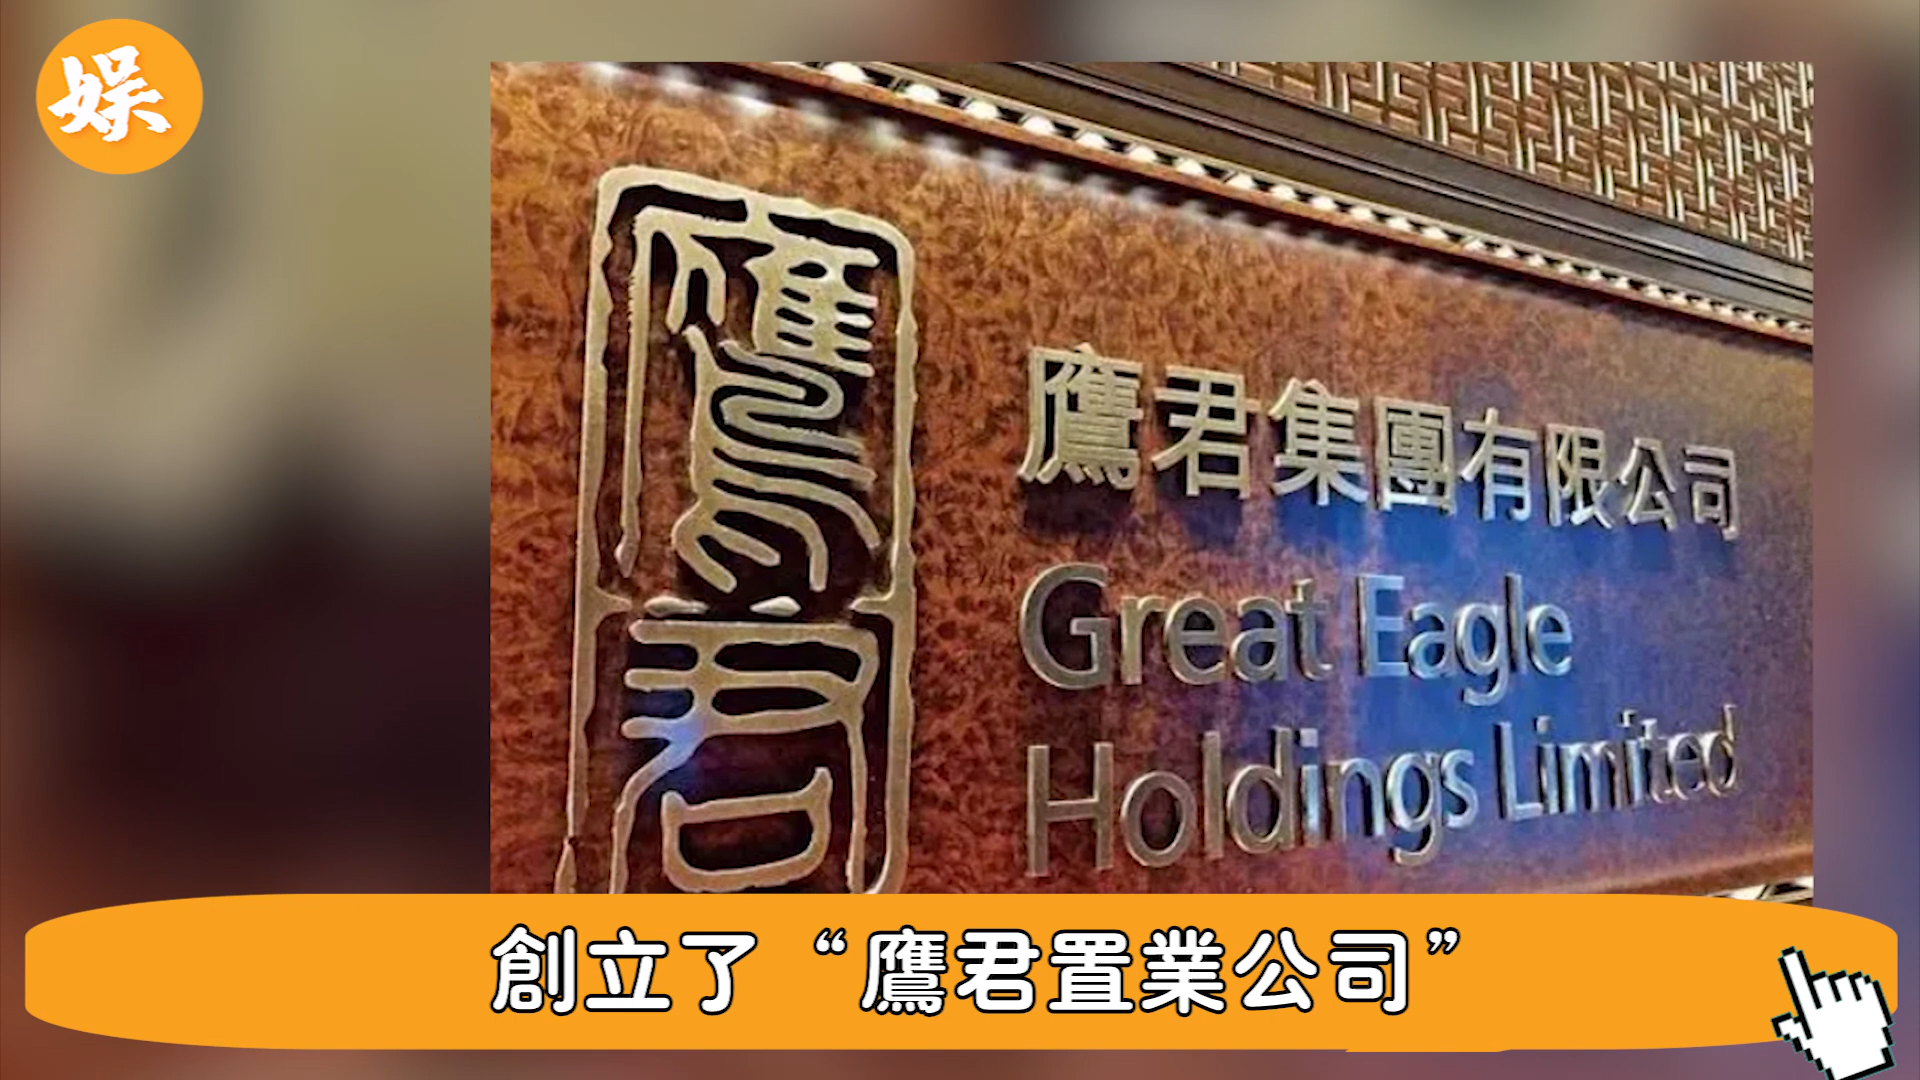 娱
鷹君
鷹君集團有限公司
Great Eagle
Holdings Limited
創立了“鷹君置業公司”